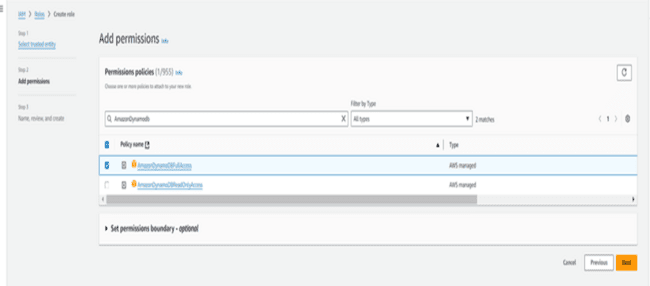 IAM > Roles > Create role
Step 1
Select trusted entity
Step 2
Add permissions
Step 3
Name, review, and create
Add permissions Info
Permissions policies (1/955) Info
Choose one or more policies to attach to your new role.
Filter by Type
AmazonDynamodb X All types 2 matches < 1 >
Policy name Type
AmazonDynamoDBFullAccess AWS managed
AmazonDynamoDBReadOnlyAccess AWS managed
Set permissions boundary - optional
Cancel Previous Next